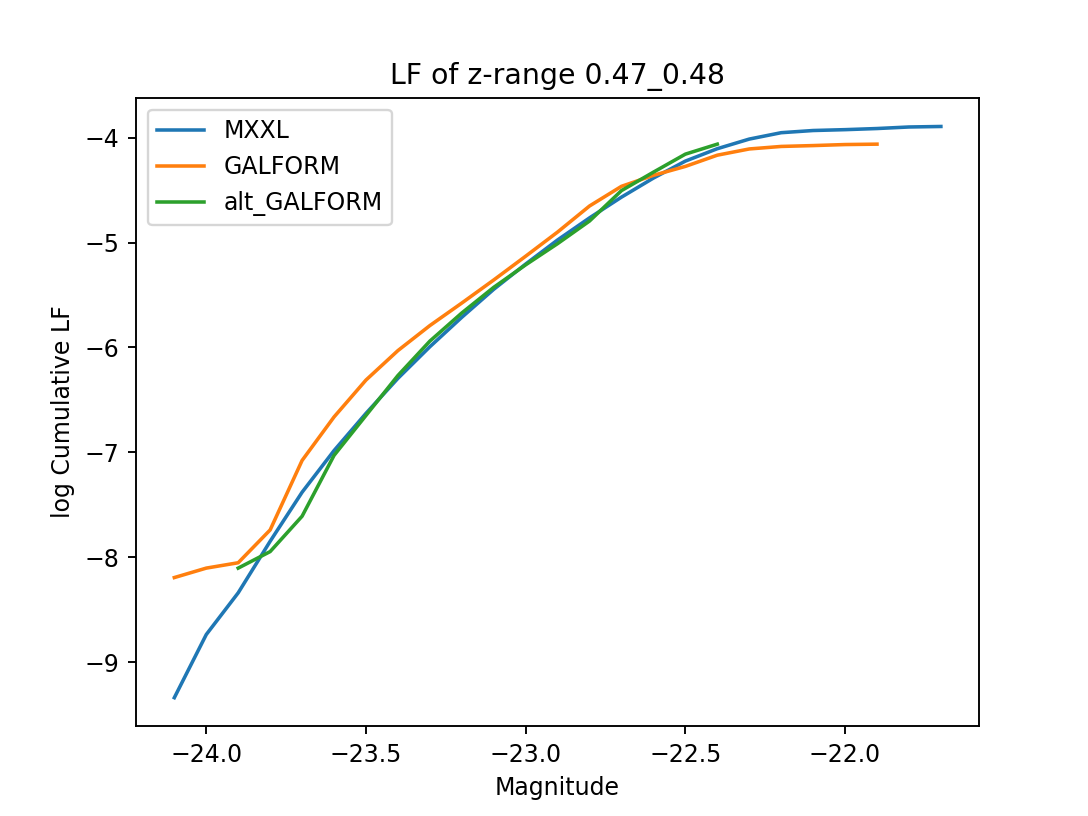 LF of z-range 0.47_0.48
MXXL
GALFORM
alt_GALFORM
−4
−5
−6
−7
−8
−9
log Cumulative LF
−24.0
−23.5
−23.0
−22.5
−22.0
Magnitude